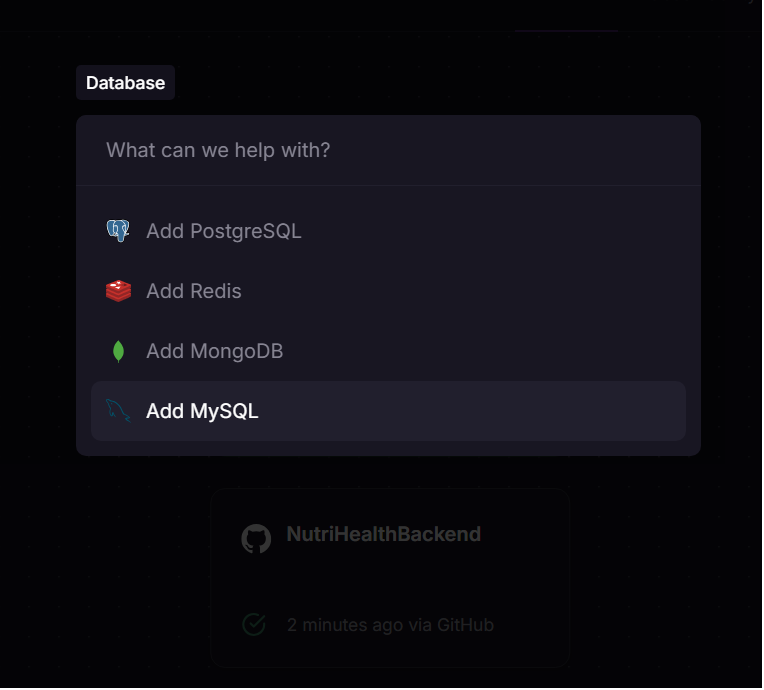 Database
What can we help with?
Add PostgreSQL
Add Redis
Add MongoDB
Add MySQL
NutriHealthBackend
2 minutes ago via GitHub